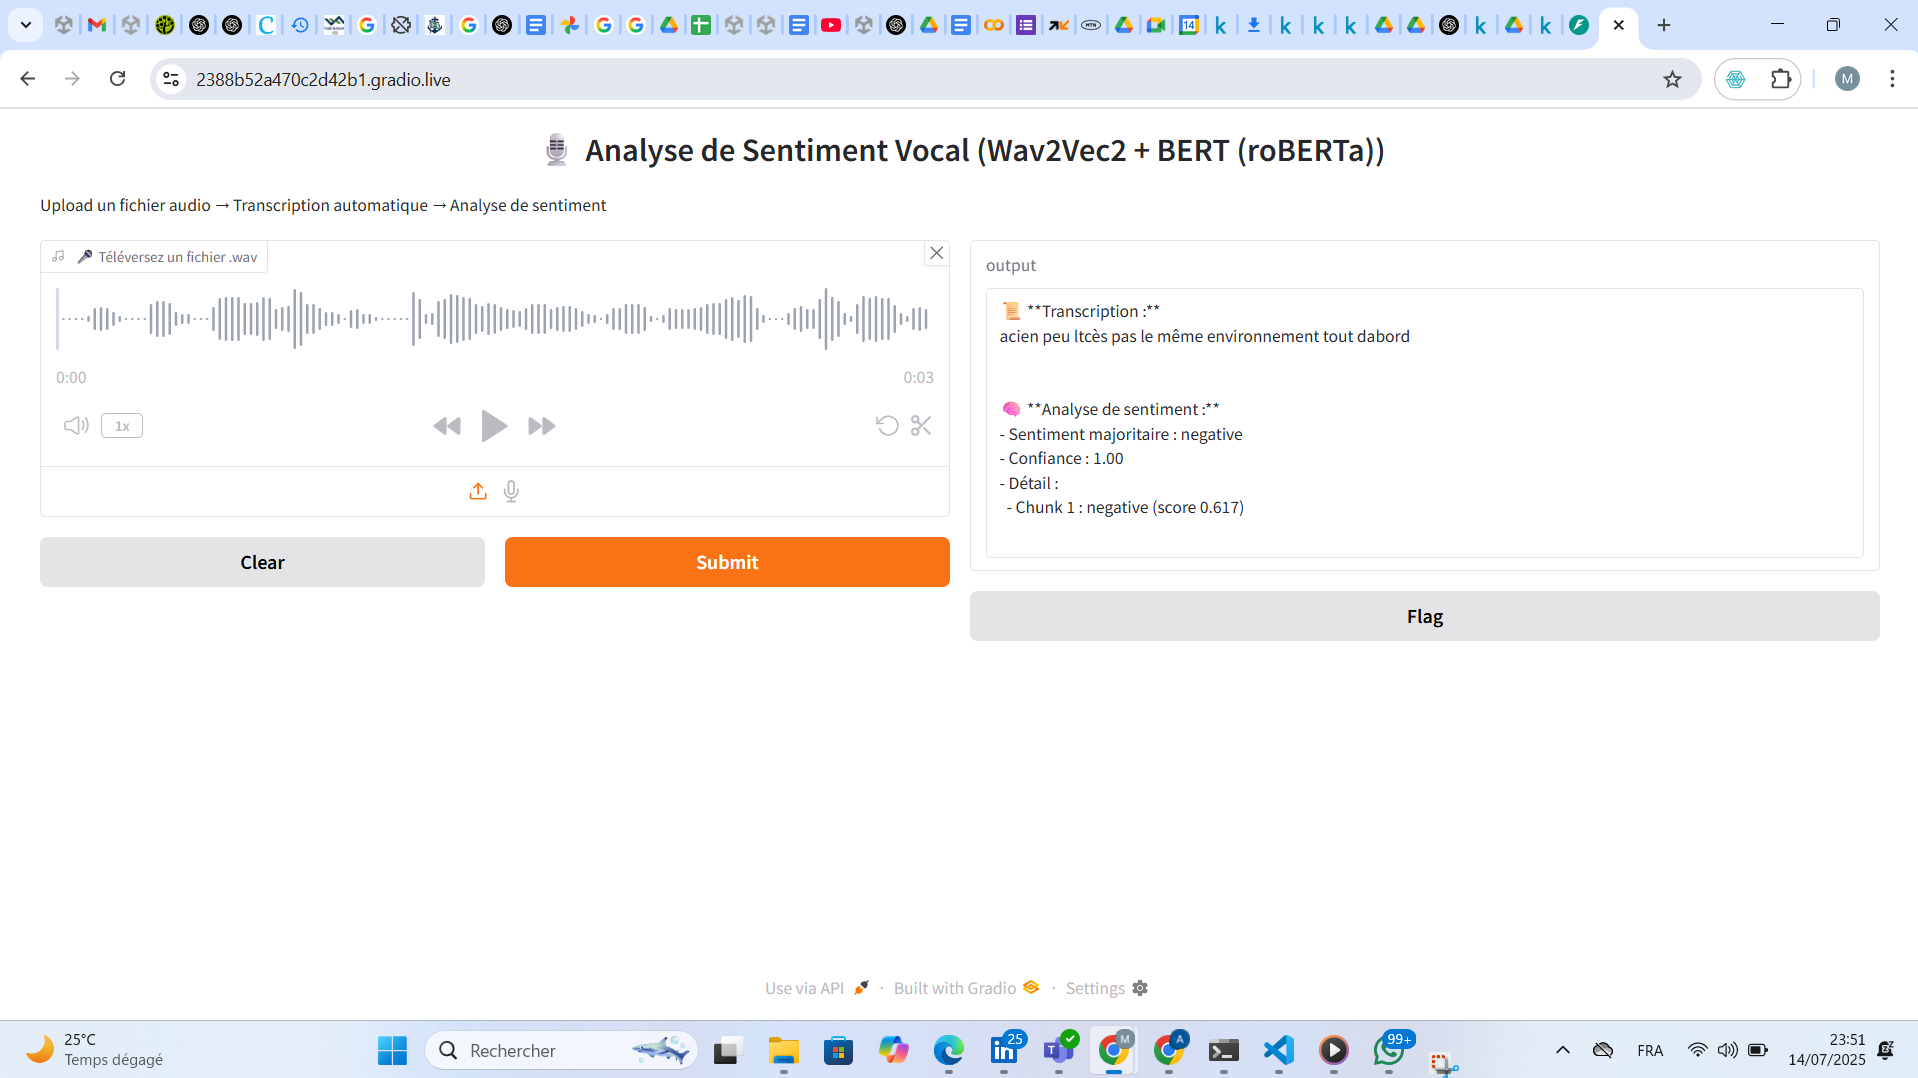 2388b52a470c2d42b1.gradio.live
M
Analyse de Sentiment Vocal (Wav2Vec2 + BERT (roBERTa))
Upload un fichier audio → Transcription automatique → Analyse de sentiment
Téléversez un fichier .wav
0:00
0:03
1x
Clear
Submit
output
**Transcription :**
acien peu ltcès pas le même environnement tout dabord
**Analyse de sentiment :**
- Sentiment majoritaire : negative
- Confiance : 1.00
- Détail :
- Chunk 1 : negative (score 0.617)
Flag
Use via API · Built with Gradio · Settings
25°C
Temps dégagé
Rechercher
25
M
A
99+
FRA
23:51
14/07/2025